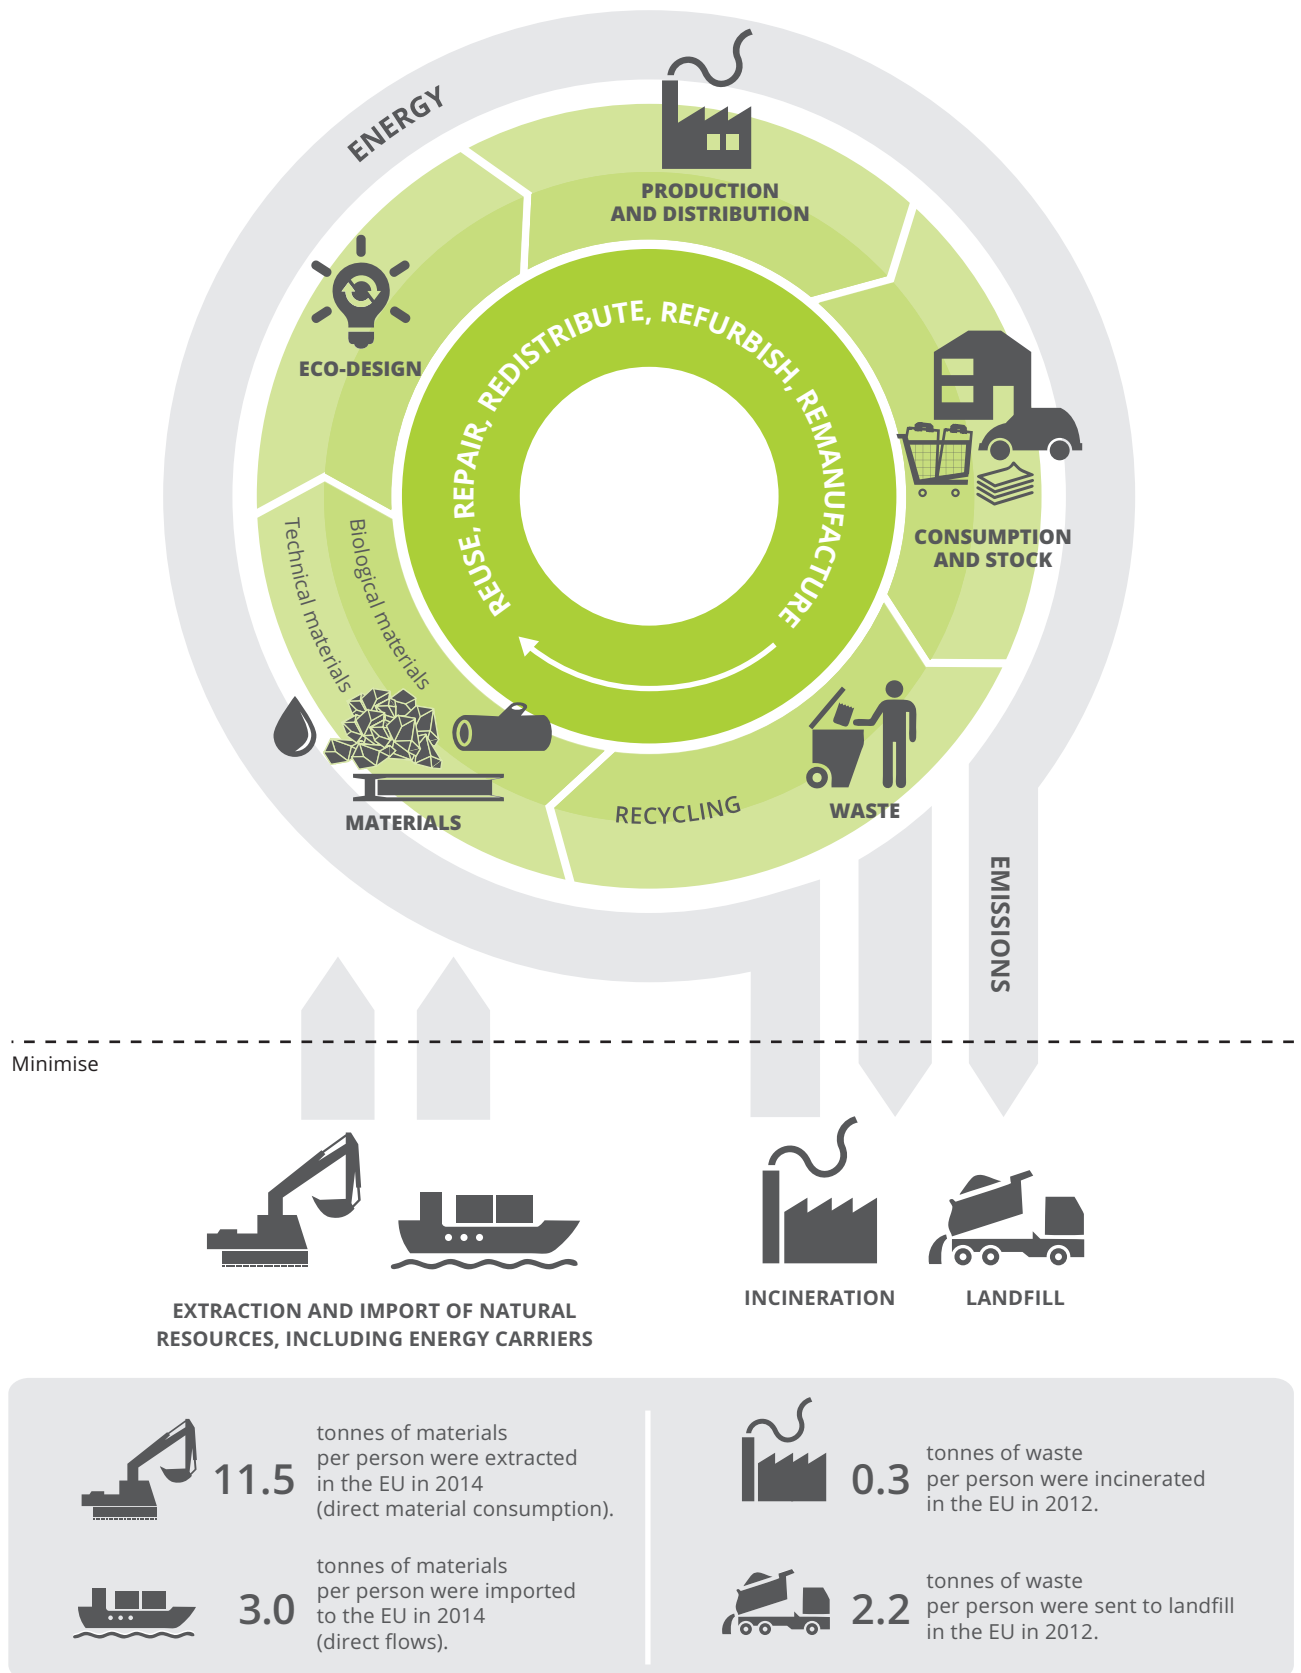 ENERGY
PRODUCTION
AND DISTRIBUTION
ECO-DESIGN
REUSE, REPAIR, REDISTRIBUTE, REFURBISH, REMANUFACTURE
CONSUMPTION
AND STOCK
Technical materials
Biological materials
MATERIALS
RECYCLING
WASTE
EMISSIONS
Minimise
EXTRACTION AND IMPORT OF NATURAL
RESOURCES, INCLUDING ENERGY CARRIERS
INCINERATION
LANDFILL
11.5
tonnes of materials
per person were extracted
in the EU in 2014
(direct material consumption).
3.0
tonnes of materials
per person were imported
to the EU in 2014
(direct flows).
0.3
tonnes of waste
per person were incinerated
in the EU in 2012.
2.2
tonnes of waste
per person were sent to landfill
in the EU in 2012.